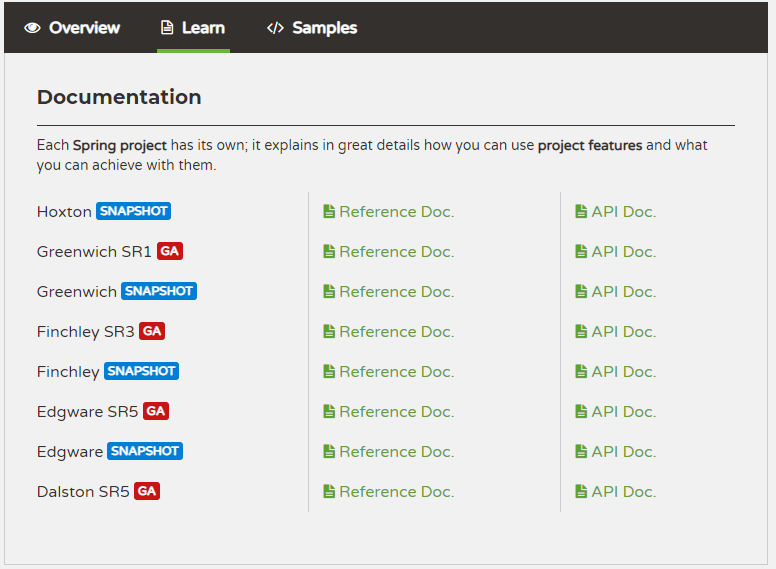 Overview Learn Samples
Documentation
Each Spring project has its own; it explains in great details how you can use project features and what
you can achieve with them.
Hoxton SNAPSHOT Reference Doc. API Doc.
Greenwich SR1 GA Reference Doc. API Doc.
Greenwich SNAPSHOT Reference Doc. API Doc.
Finchley SR3 GA Reference Doc. API Doc.
Finchley SNAPSHOT Reference Doc. API Doc.
Edgware SR5 GA Reference Doc. API Doc.
Edgware SNAPSHOT Reference Doc. API Doc.
Dalston SR5 GA Reference Doc. API Doc.